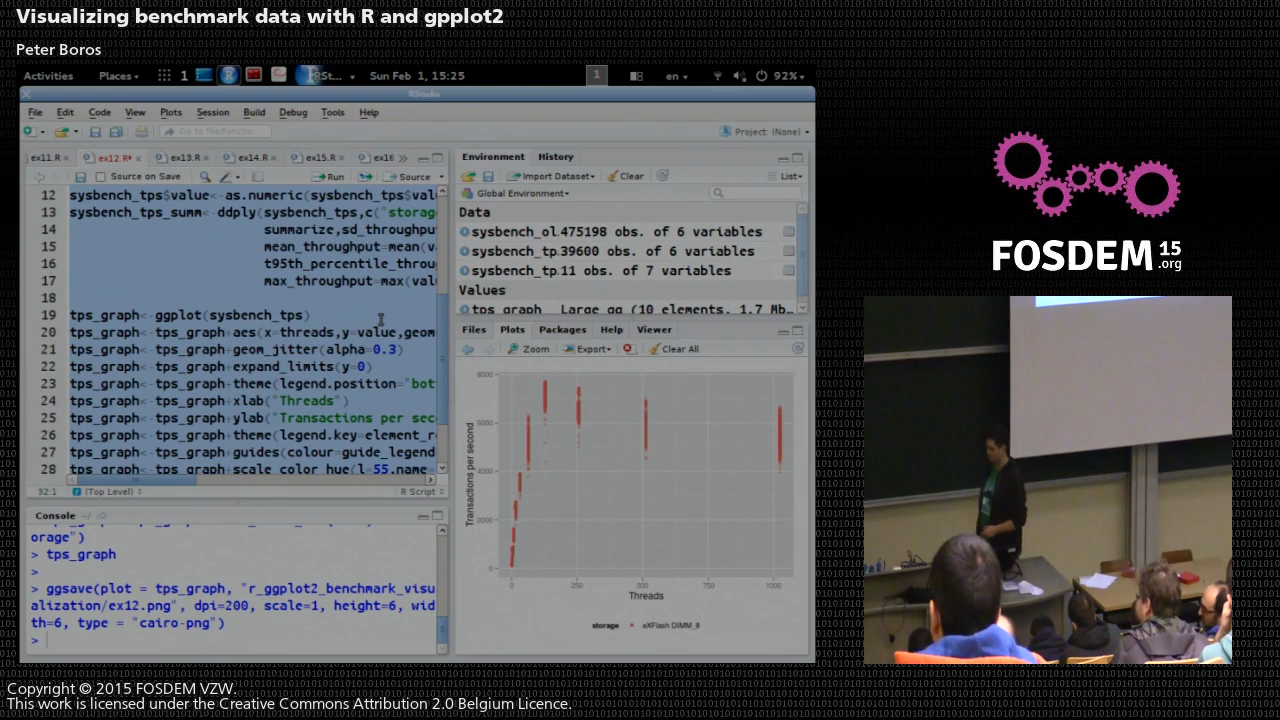 Visualizing benchmark data with R and gpplot2
Peter Boros
Activities Places 1 RSt... Sun Feb 1, 15:25 1 en 92%
RStudio
File Edit Code View Plots Session Build Debug Tools Help
Go to file/function Project: (None)
ex11.R ex12.R* ex13.R ex14.R ex15.R ex16
Source on Save Run Source
12 sysbench_tps$value<-as.numeric(sysbench_tps$val
13 sysbench_tps_summ<-ddply(sysbench_tps,c("storag
14 summarize,sd_throughput
15 mean_throughput=mean(v
16 t95th_percentile_throu
17 max_throughput=max(val
18
19 tps_graph<-ggplot(sysbench_tps)
20 tps_graph<-tps_graph+aes(x=threads,y=value,geom
21 tps_graph<-tps_graph+geom_jitter(alpha=0.3)
22 tps_graph<-tps_graph+expand_limits(y=0)
23 tps_graph<-tps_graph+theme(legend.position="bot
24 tps_graph<-tps_graph+xlab("Threads")
25 tps_graph<-tps_graph+ylab("Transactions per sec
26 tps_graph<-tps_graph+theme(legend.key=element_r
27 tps_graph<-tps_graph+guides(colour=guide_legend
28 tps_graph<-tps_graph+scale_color_hue(l=55,name=
32:1 (Top Level) R Script
Console ~/
orage")
> tps_graph
>
> ggsave(plot = tps_graph, "r_ggplot2_benchmark_visu
alization/ex12.png", dpi=200, scale=1, height=6, wid
th=6, type = "cairo-png")
>
Environment History
Import Dataset Clear List
Global Environment
Data
sysbench_ol 475198 obs. of 6 variables
sysbench_tp 39600 obs. of 6 variables
sysbench_tp 11 obs. of 7 variables
Values
tps_graph Large gg (10 elements, 1.7 Mb…
Files Plots Packages Help Viewer
Zoom Export Clear All
8000
6000
4000
2000
0
Transactions per second
0 250 500 750 1000
Threads
storage eXFlash DIMM_8
FOSDEM 15 .org
Copyright © 2015 FOSDEM VZW.
This work is licensed under the Creative Commons Attribution 2.0 Belgium Licence.